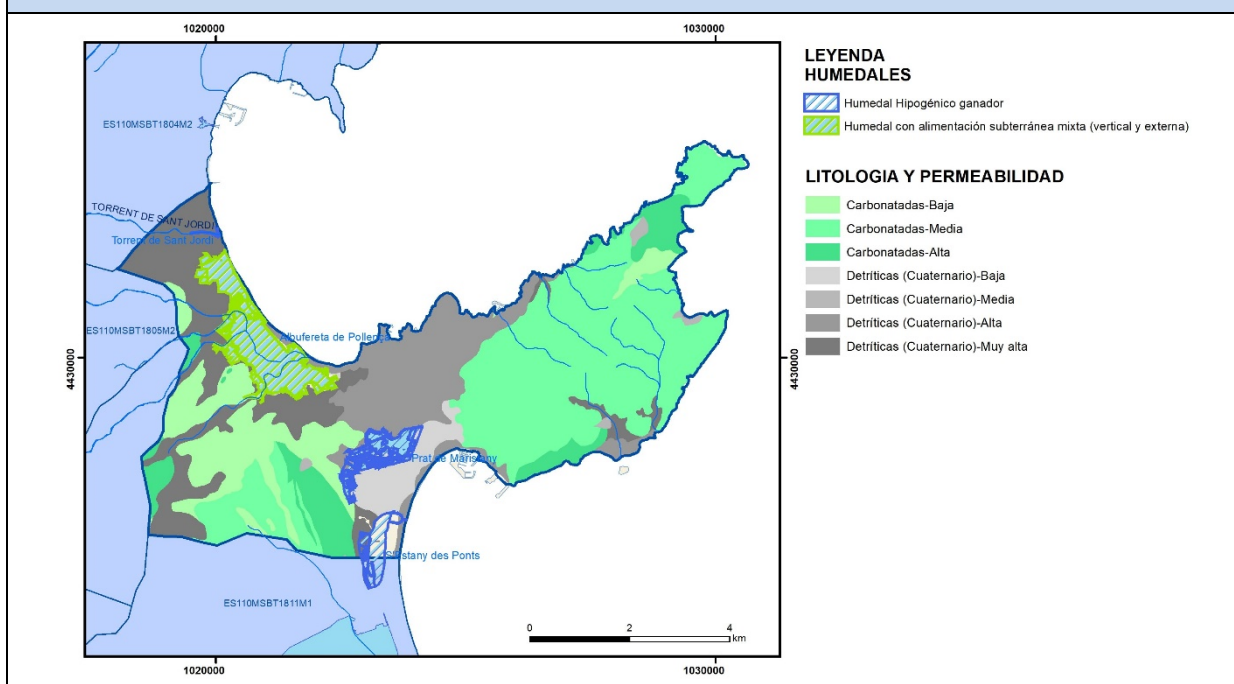 1020000
1030000
LEYENDA
HUMEDALES
Humedal Hipogénico ganador
Humedal con alimentación subterránea mixta (vertical y externa)
LITOLOGIA Y PERMEABILIDAD
Carbonatadas-Baja
Carbonatadas-Media
Carbonatadas-Alta
Detríticas (Cuaternario)-Baja
Detríticas (Cuaternario)-Media
Detríticas (Cuaternario)-Alta
Detríticas (Cuaternario)-Muy alta
ES110MSBT1804M2
TORRENT DE SANT JORDI
Torrent de Sant Jordi
ES110MSBT1805M2
Albufereta de Pollença
4430000
4430000
Prat de Maristany
S'Estany des Ponts
ES110MSBT1811M1
0 2 4
km
1020000
1030000